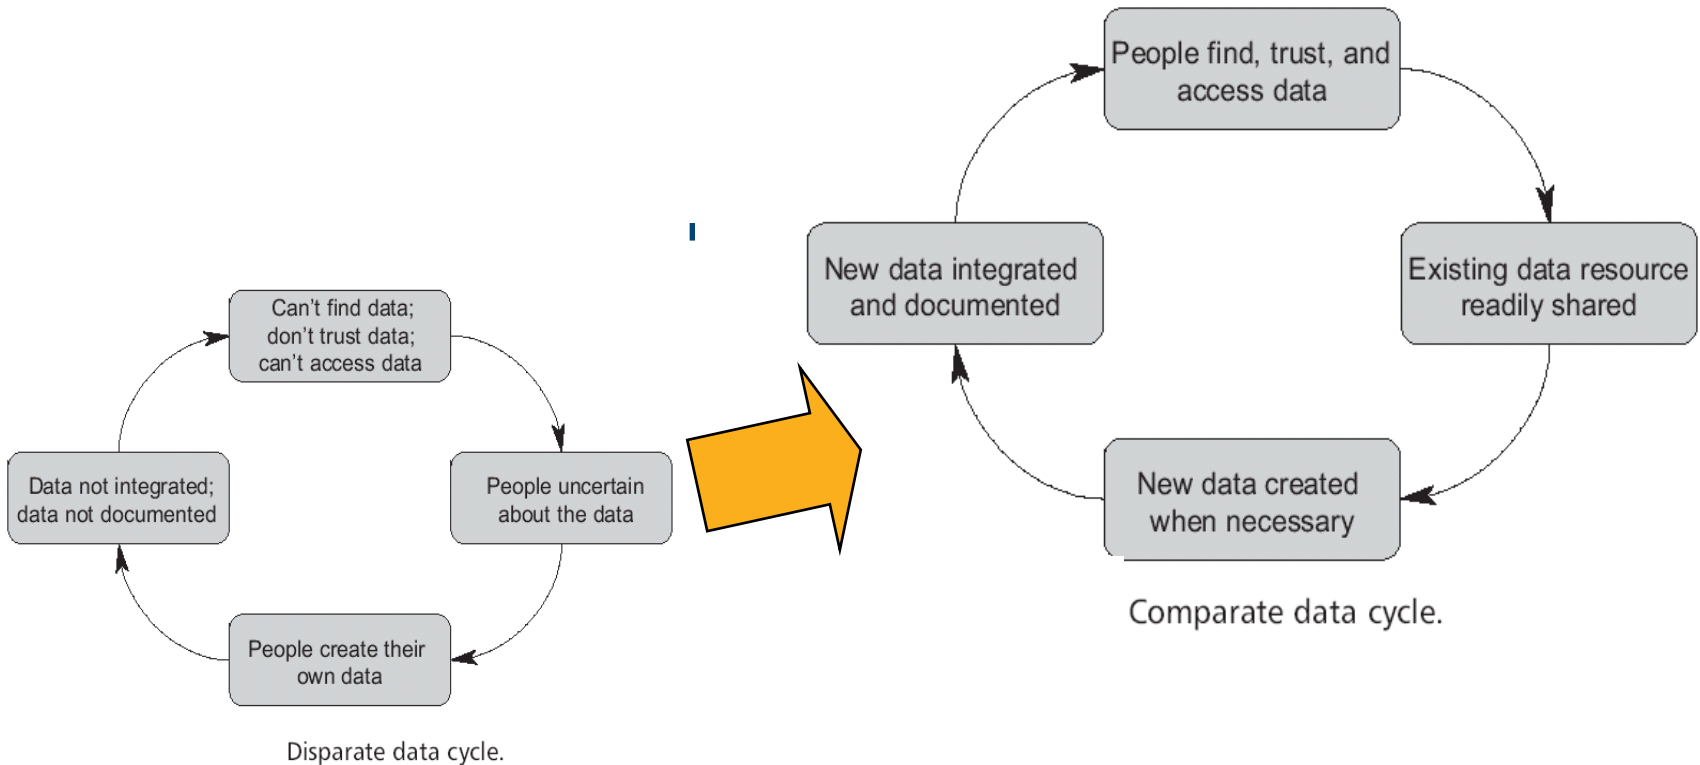 Can't find data;
don't trust data;
can't access data
People uncertain
about the data
People create their
own data
Data not integrated;
data not documented
Disparate data cycle.
People find, trust, and
access data
Existing data resource
readily shared
New data created
when necessary
New data integrated
and documented
Comparate data cycle.